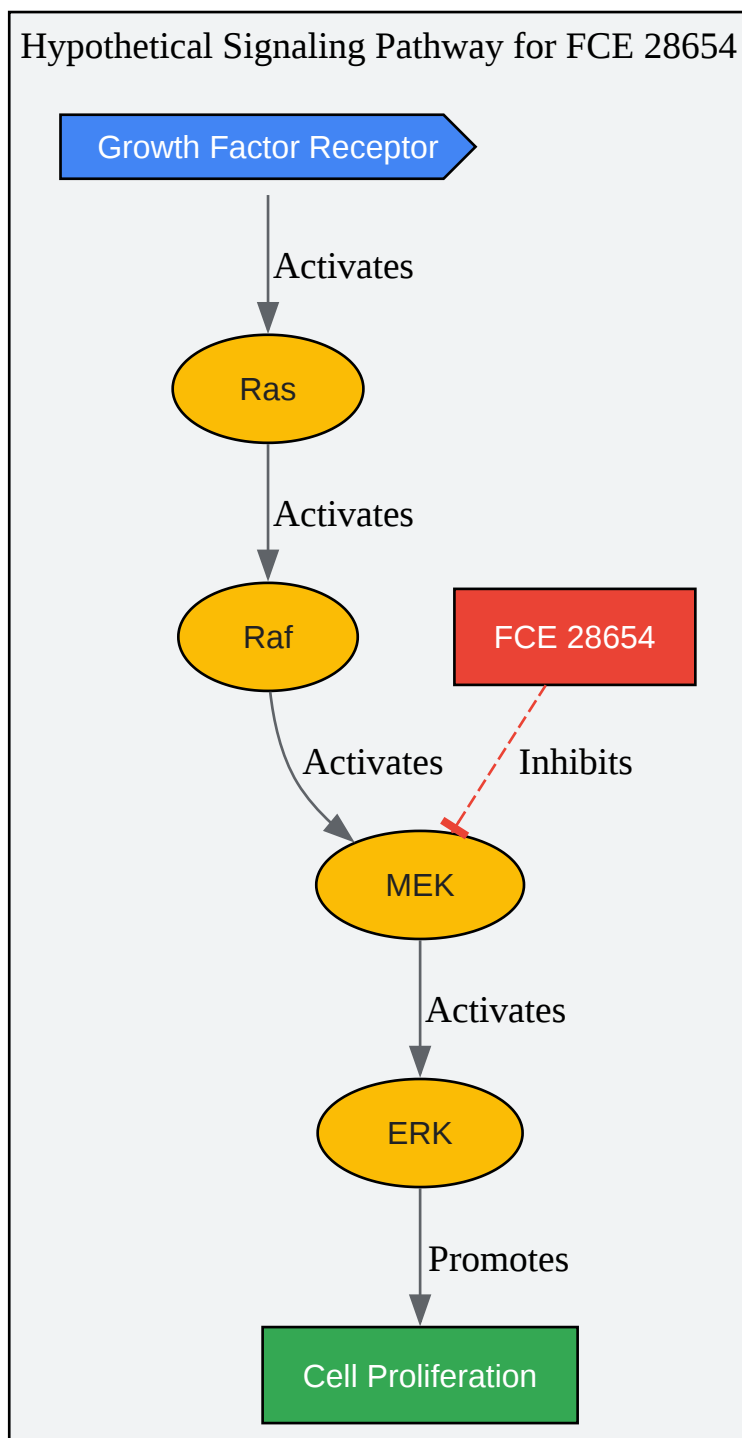 Hypothetical Signaling Pathway for FCE 28654
Growth Factor Receptor
Activates
Ras
Activates
Raf
FCE 28654
Activates
Inhibits
MEK
Activates
ERK
Promotes
Cell Proliferation